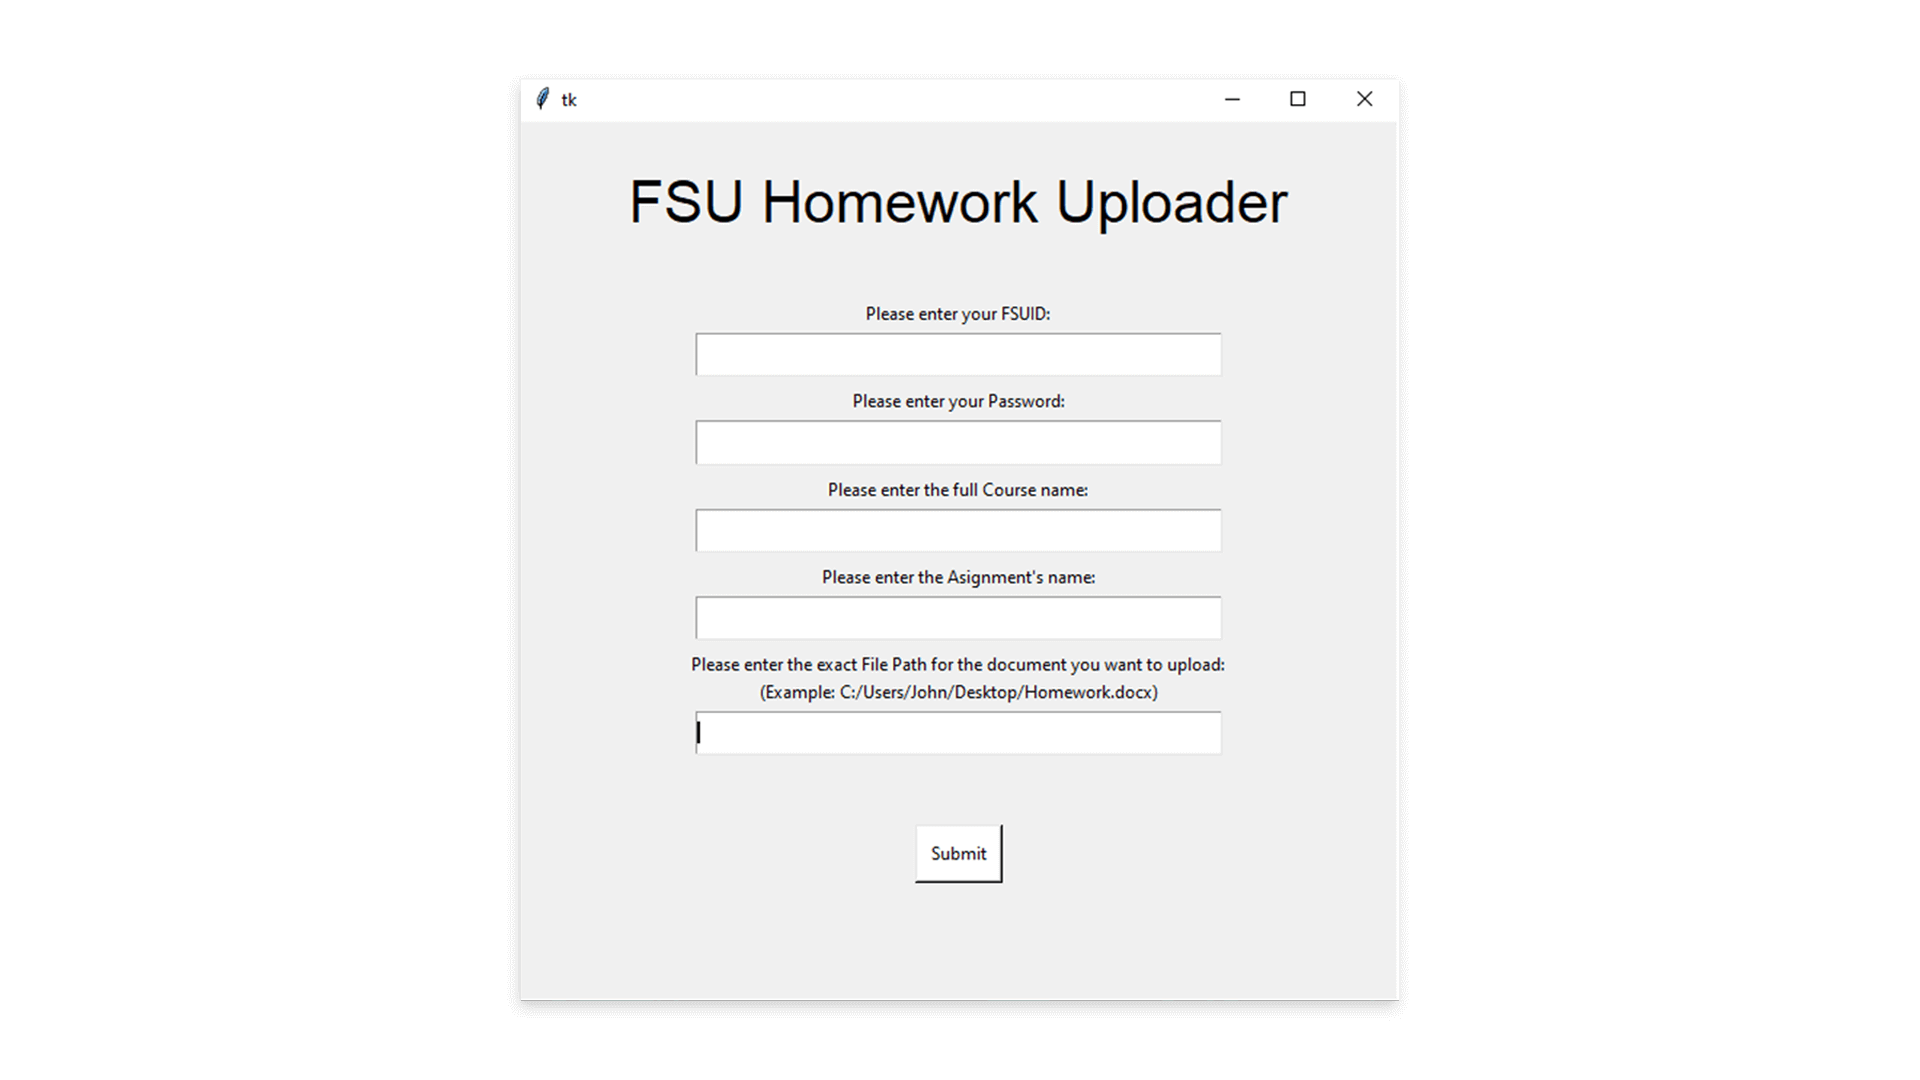 tk
FSU Homework Uploader
Please enter your FSUID:
Please enter your Password:
Please enter the full Course name:
Please enter the Asignment's name:
Please enter the exact File Path for the document you want to upload:
(Example: C:/Users/John/Desktop/Homework.docx)
Submit